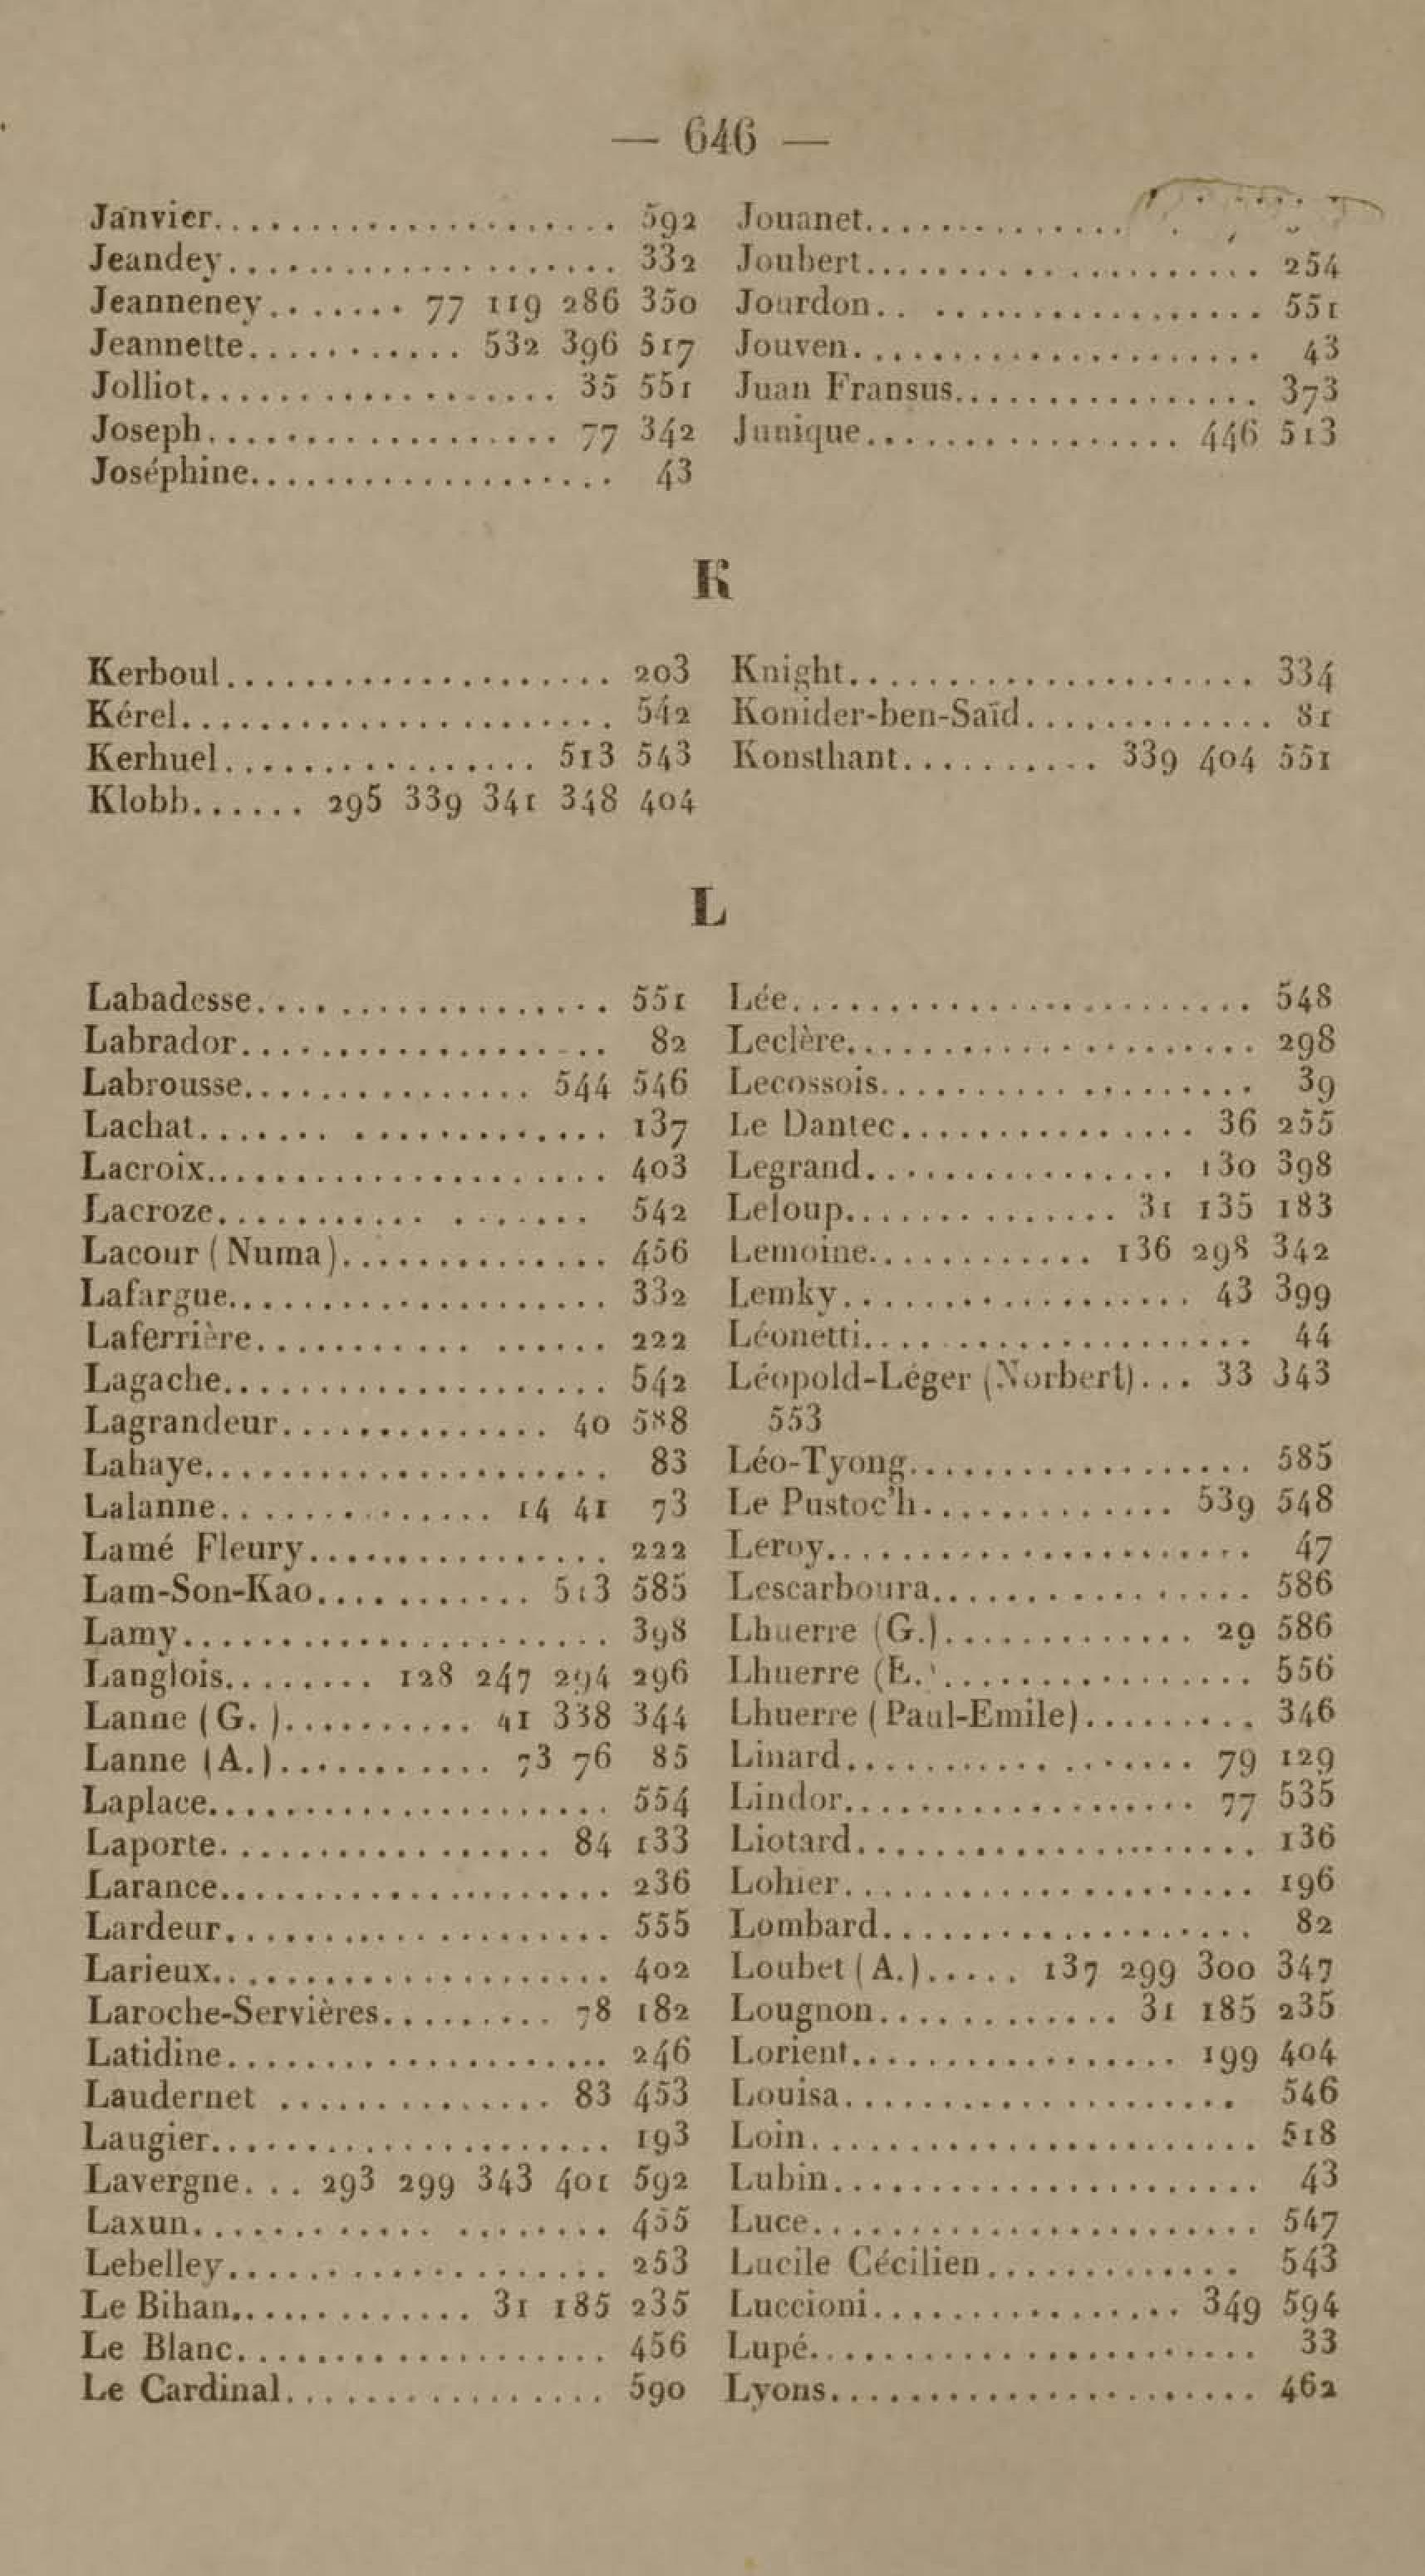 — 646 —
Janvier..................... 592
Jeandey.................... 332
Jeanneney....... 77 119 286 350
Jeannette........... 532 396 517
Jolliot................... 35 551
Joseph.................. 77 342
Joséphine................... 43
Jouanet..............
Joubert..................... 254
Jourdon.. ................. 551
Jouven..................... 43
Juan Fransus................ 373
Junique................ 446 513
K
Kerboul.................... 203
Kérel....................... 542
Kerhuel................ 513 543
Klobb...... 295 339 341 348 404
Knight..................... 334
Konider-ben-Saïd............. 81
Konsthant.......... 339 404 551
L
Labadesse.................. 551
Labrador................... 82
Labrousse............... 544 546
Lachat....... ............. 137
Lacroix..................... 403
Lacroze........... ....... 542
Lacour (Numa).............. 456
Lafargue.................... 332
Laferrière........... ...... 222
Lagache.................... 542
Lagrandeur.............. 40 588
Lahaye..................... 83
Lalanne.............. 14 41 73
Lamé Fleury................ 222
Lam-Son-Kao........... 513 585
Lamy...................... 398
Langlois........ 128 247 294 296
Lanne (G. ).......... 41 338 344
Lanne (A.)........... 73 76 85
Laplace..................... 554
Laporte................. 84 133
Larance.................... 236
Lardeur.................... 555
Larieux..................... 402
Laroche-Servières......... 78 182
Latidine.................... 246
Laudernet .............. 83 453
Laugier..................... 193
Lavergne... 293 299 343 401 592
Laxun............ ........ 455
Lebelley.................... 253
Le Bihan............. 31 185 235
Le Blanc................... 456
Le Cardinal................. 590
Lée........................ 548
Leclère..................... 298
Lecossois................... 39
Le Dantec............... 36 255
Legrand................ 130 398
Leloup.............. 31 135 183
Lemoine............ 136 298 342
Lemky.................. 43 399
Léonetti.................... 44
Léopold-Léger (Norbert)... 33 343
553
Léo-Tyong.................. 585
Le Pustoc'h............. 539 548
Leroy...................... 47
Lescarboura................. 586
Lhuerre (G.)............. 29 586
Lhuerre (E.)................ 556
Lhuerre (Paul-Emile)......... 346
Linard.......... ....... 79 129
Lindor.................. 77 535
Liotard..................... 136
Lohier..................... 196
Lombard................... 82
Loubet (A.)..... 137 299 300 347
Lougnon............. 31 185 235
Lorient................. 199 404
Louisa..................... 546
Loin....................... 518
Lubin...................... 43
Luce....................... 547
Lucile Cécilien............. 543
Luccioni................ 349 594
Lupé....................... 33
Lyons...................... 462